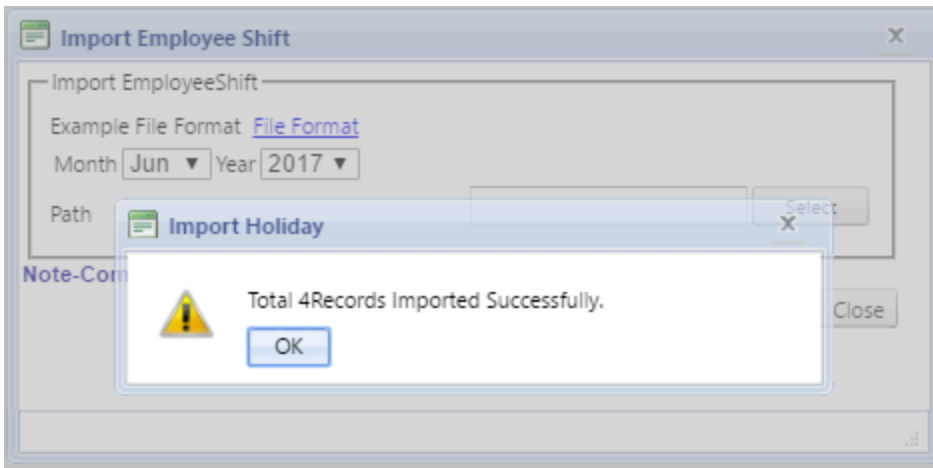 Import Employee Shift
Import EmployeeShift
Example File Format File Format
Month Jun Year 2017
Path Select
Import Holiday
Note-Com
Total 4Records Imported Successfully.
Close
OK